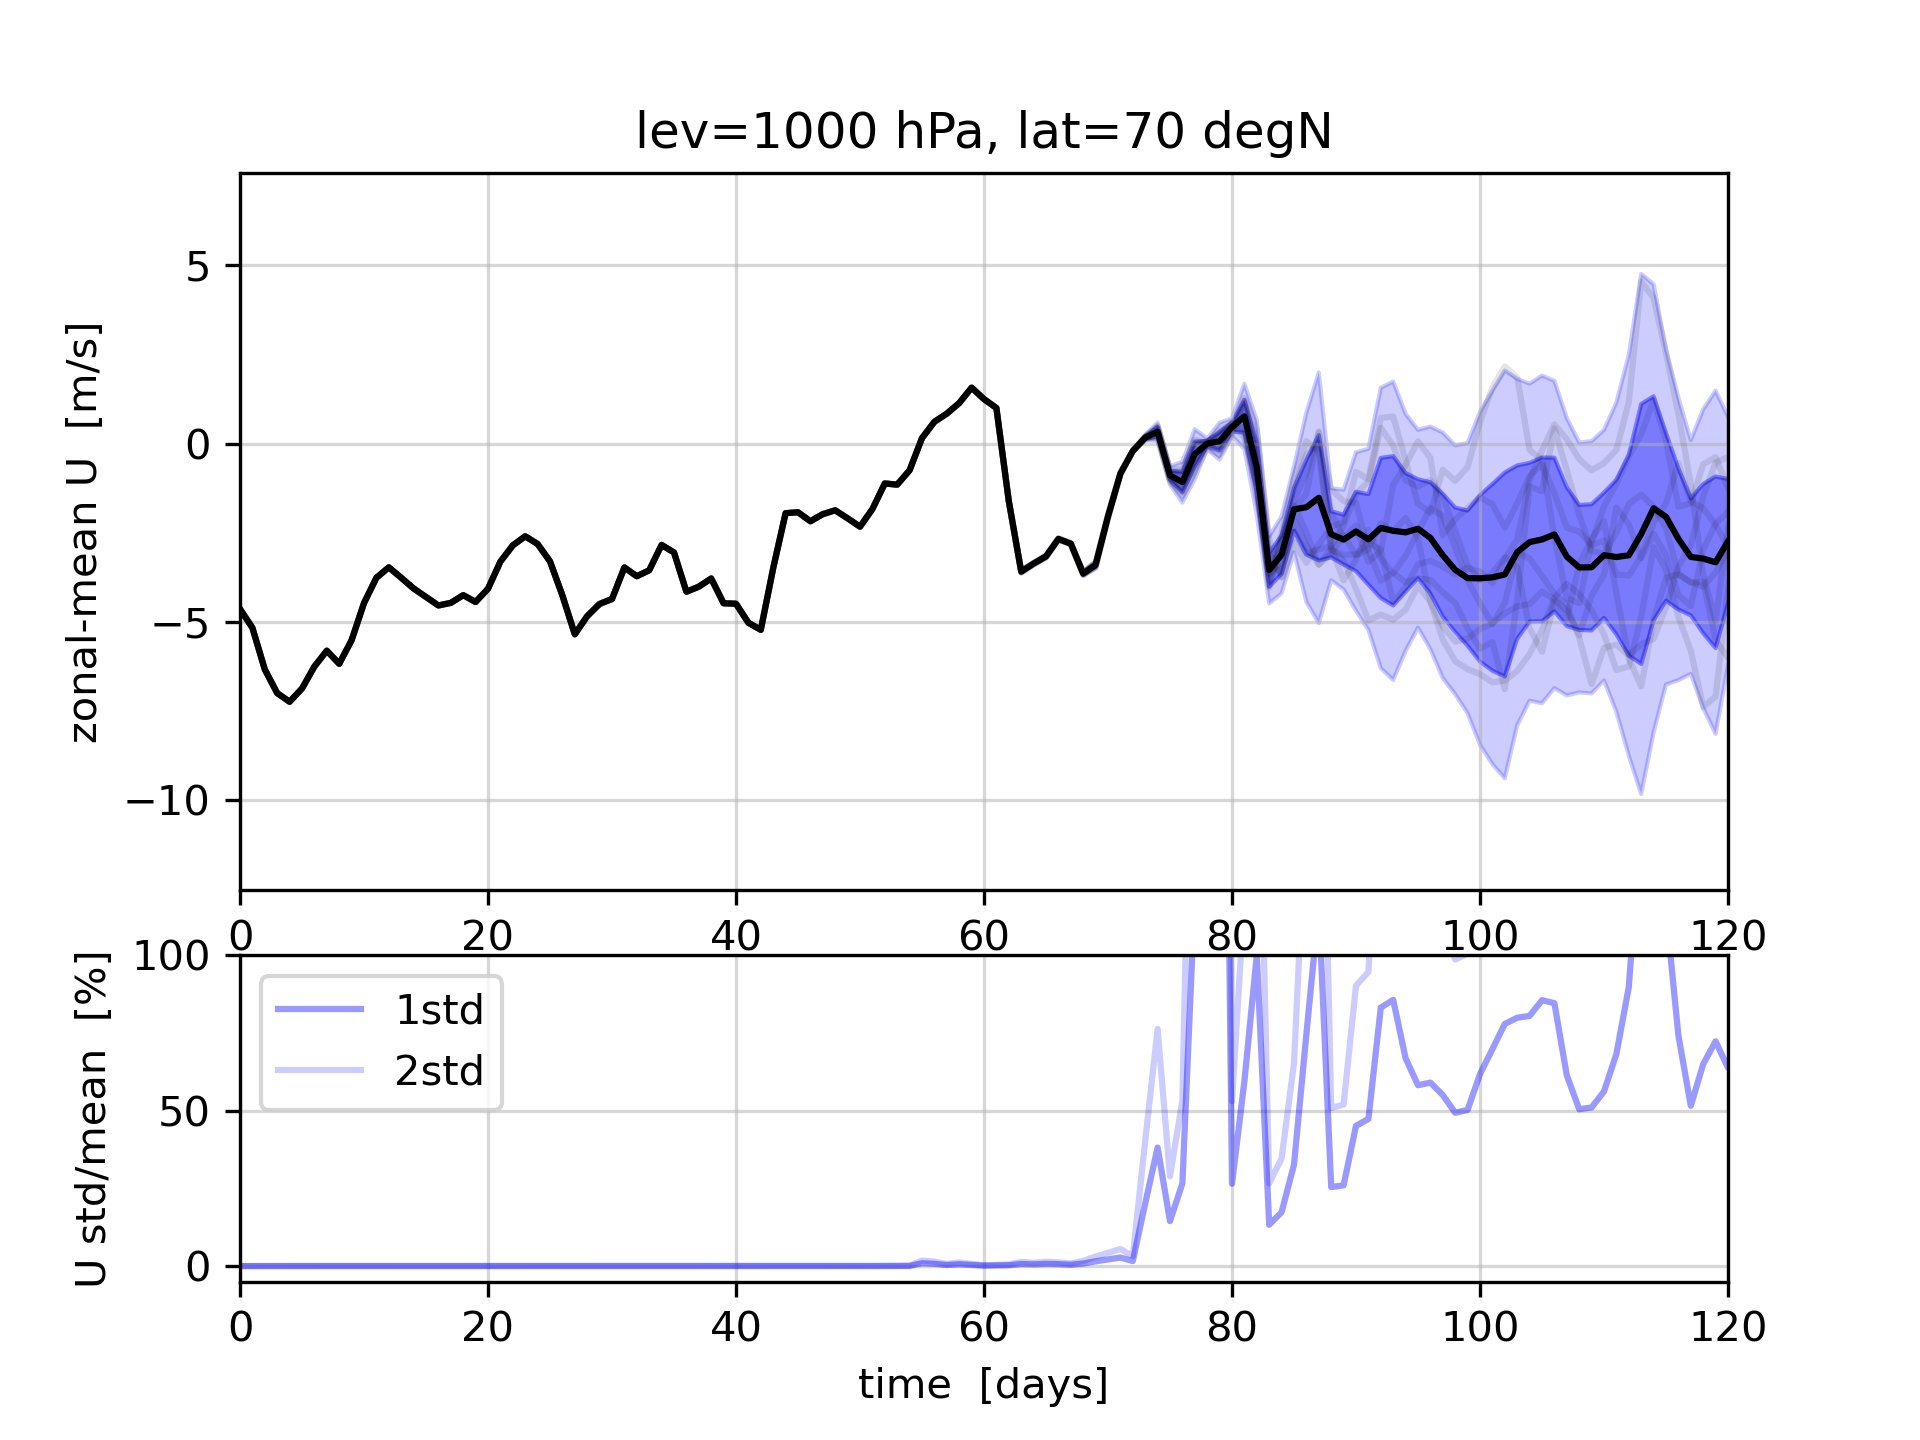 lev=1000 hPa, lat=70 degN
zonal-mean U [m/s]
5
0
−5
−10
0 20 40 60 80 100 120
U std/mean [%]
100
50
0
1std
2std
0 20 40 60 80 100 120
time [days]